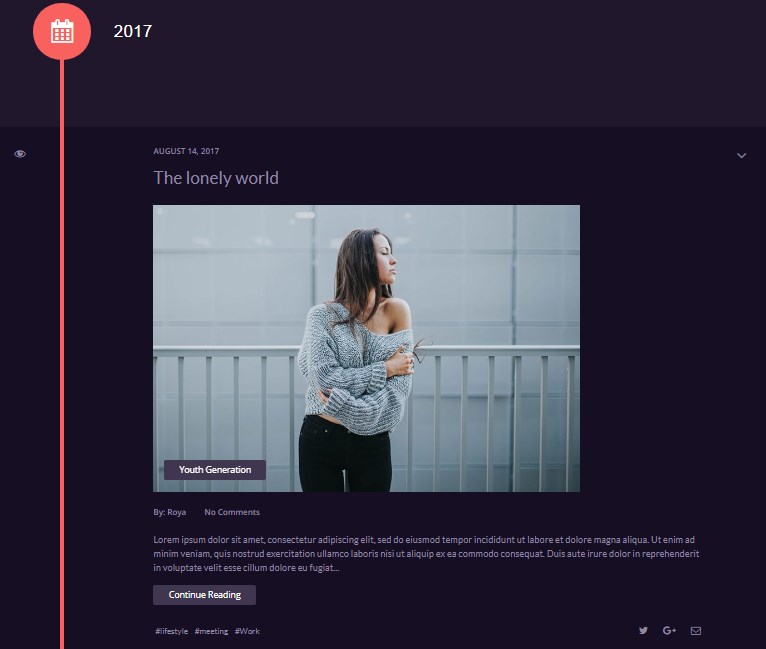 2017
AUGUST 14, 2017
The lonely world
Youth Generation
By: Roya No Comments
Lorem ipsum dolor sit amet, consectetur adipiscing elit, sed do eiusmod tempor incididunt ut labore et dolore magna aliqua. Ut enim ad
minim veniam, quis nostrud exercitation ullamco laboris nisi ut aliquip ex ea commodo consequat. Duis aute irure dolor in reprehenderit
in voluptate velit esse cillum dolore eu fugiat...
Continue Reading
#lifestyle #meeting #Work G+